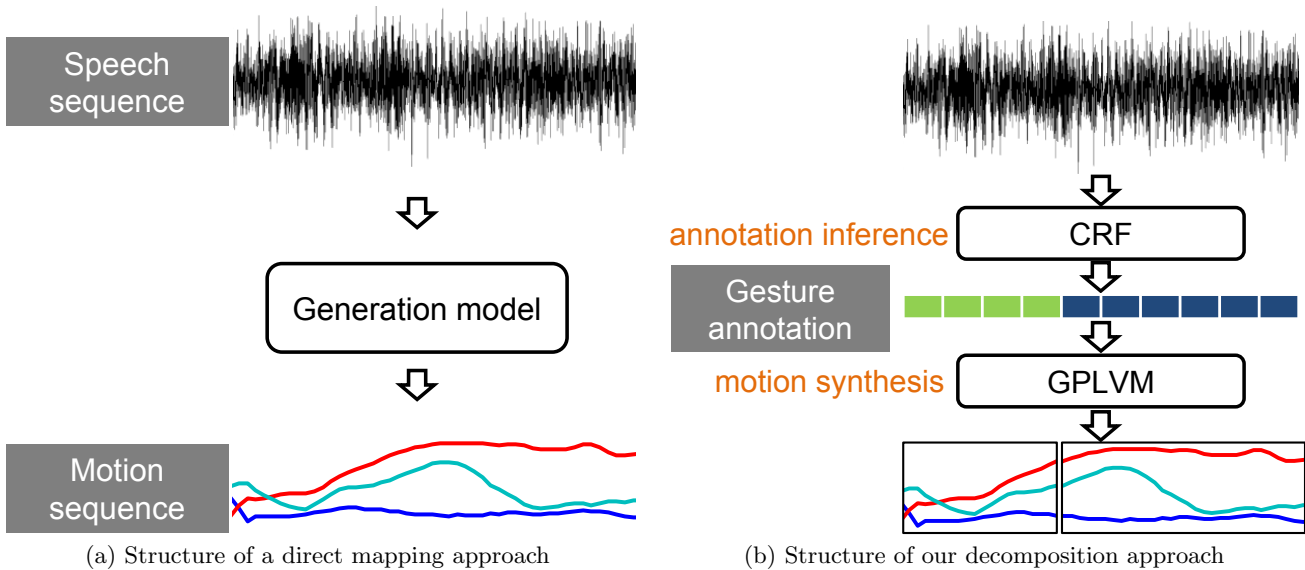 Speech
sequence
Generation model
Motion
sequence
(a) Structure of a direct mapping approach
annotation inference
CRF
Gesture
annotation
motion synthesis
GPLVM
(b) Structure of our decomposition approach